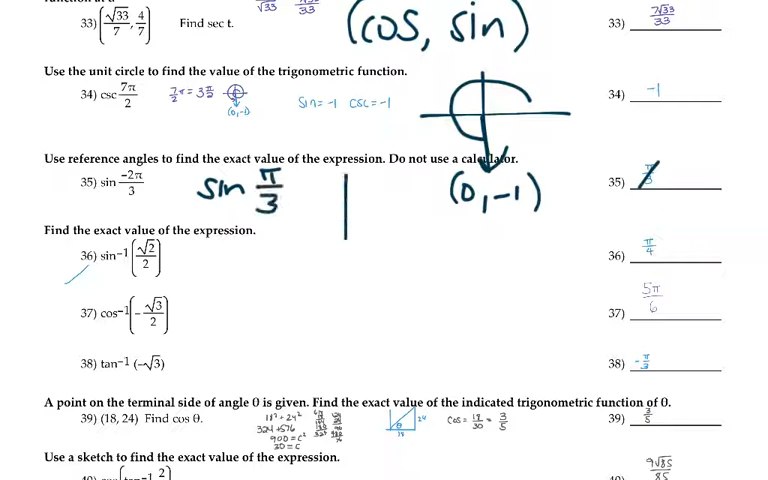 33) (√33/7, 4/7) Find sec t.
√33 33
(cos, sin)
33) 7√33/33
Use the unit circle to find the value of the trigonometric function.
34) csc 7π/2
7π/2 = 3π/2
(0,-1)
sin = -1 csc = -1
34) -1
Use reference angles to find the exact value of the expression. Do not use a calculator.
35) sin -2π/3
sin π/3
(0,-1)
35) π/3
Find the exact value of the expression.
36) sin⁻¹(√2/2)
36) π/4
37) cos⁻¹(-√3/2)
37) 5π/6
38) tan⁻¹ (-√3)
38) -π/3
A point on the terminal side of angle θ is given. Find the exact value of the indicated trigonometric function of θ.
39) (18, 24) Find cos θ.
18² + 24²
324 + 576
900 = c²
30 = c
θ
24
18
cos = 18/30 = 3/5
39) 3/5
Use a sketch to find the exact value of the expression.
9√85/85